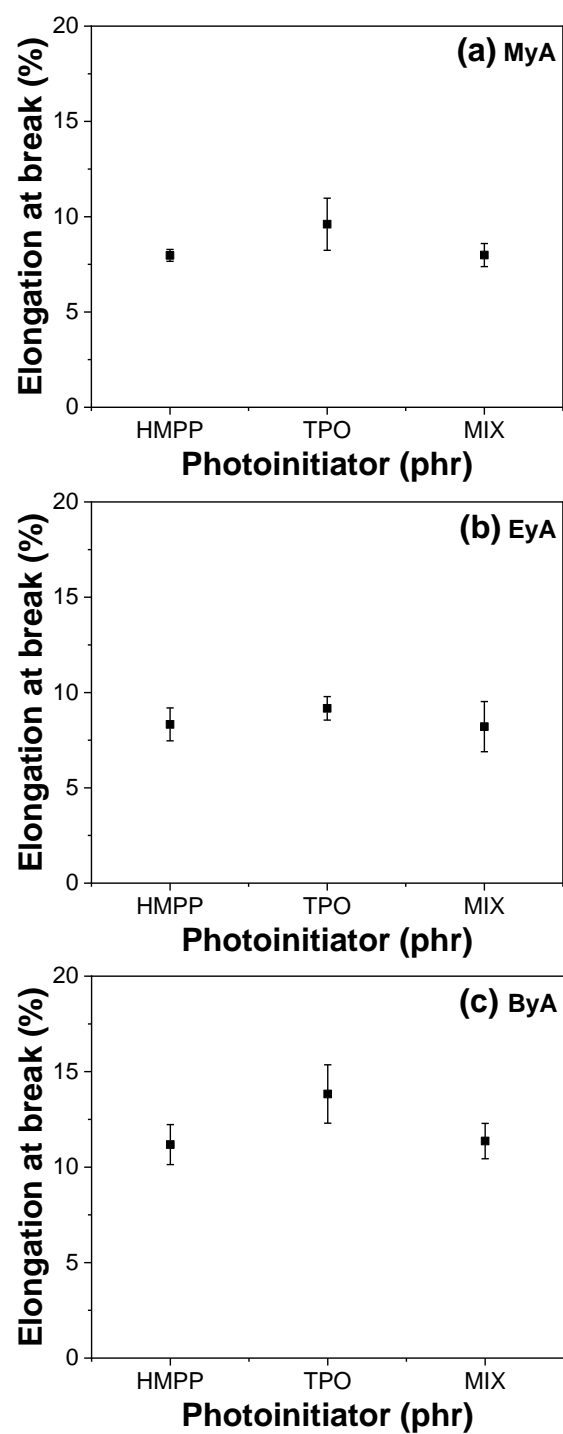 20
(a) MyA
15
10
5
0
Elongation at break (%)
HMPP TPO MIX
Photoinitiator (phr)
20
(b) EyA
15
10
5
0
Elongation at break (%)
HMPP TPO MIX
Photoinitiator (phr)
20
(c) ByA
15
10
5
0
Elongation at break (%)
HMPP TPO MIX
Photoinitiator (phr)